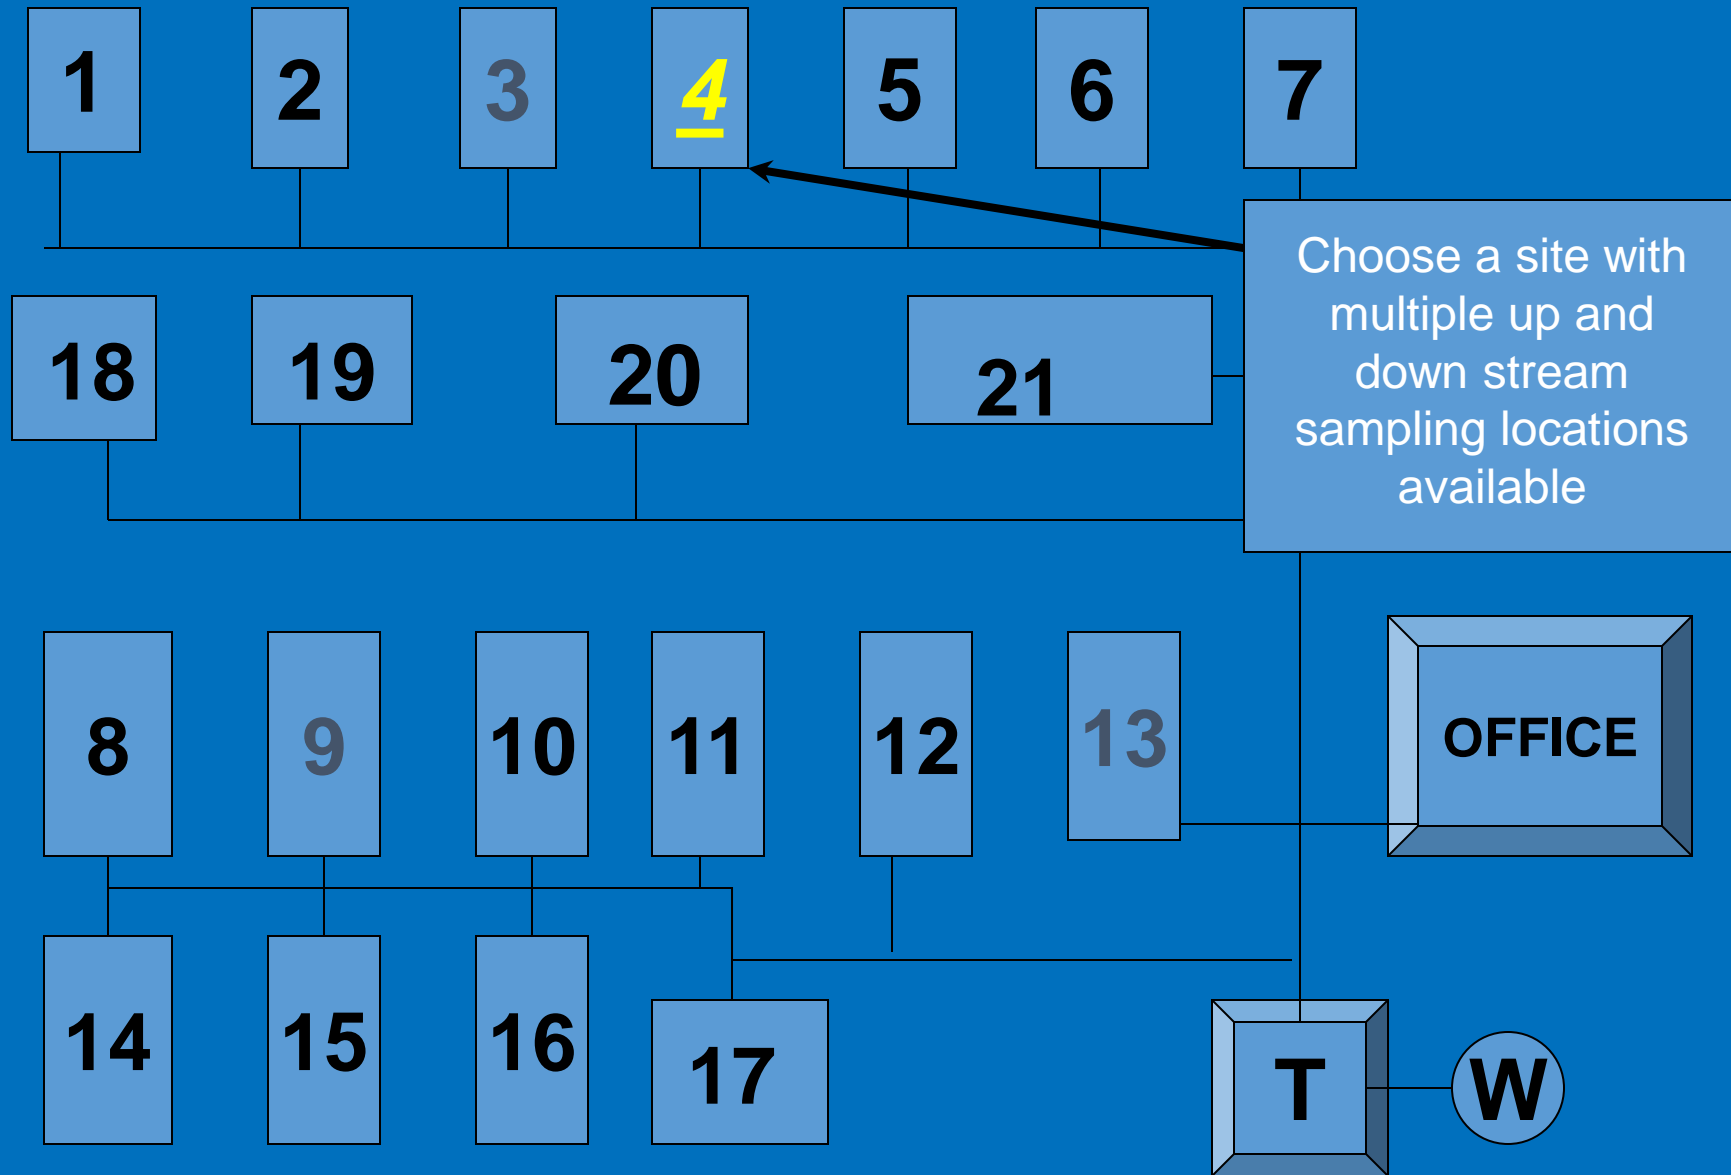 1
2
3
4
5
6
7
Choose a site with
multiple up and
down stream
sampling locations
available
18
19
20
21
8
9
10
11
12
13
OFFICE
14
15
16
17
T
W